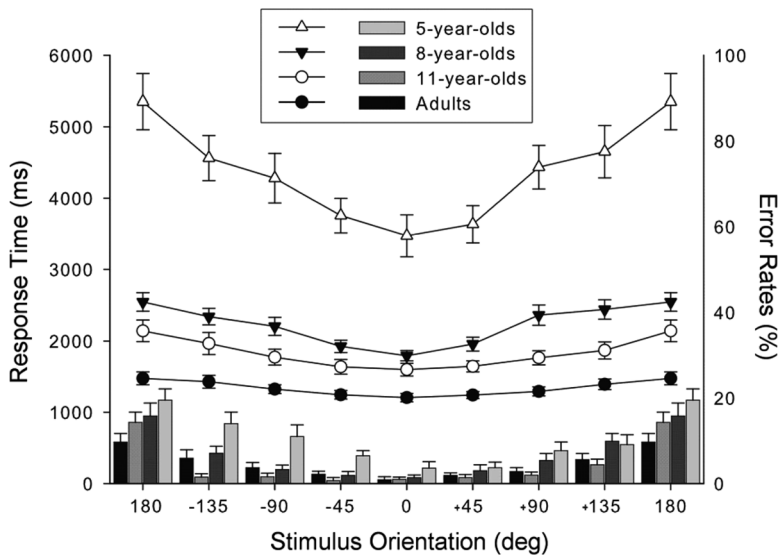 5-year-olds
8-year-olds
11-year-olds
Adults
Response Time (ms)
6000
5000
4000
3000
2000
1000
0
Error Rates (%)
100
80
60
40
20
0
180 -135 -90 -45 0 +45 +90 +135 180
Stimulus Orientation (deg)